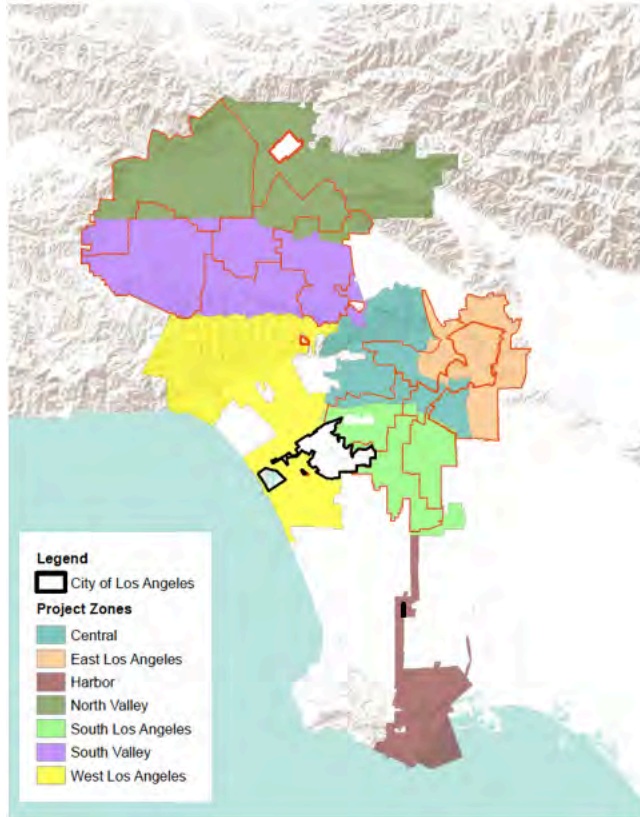 Legend
City of Los Angeles
Project Zones
Central
East Los Angeles
Harbor
North Valley
South Los Angeles
South Valley
West Los Angeles